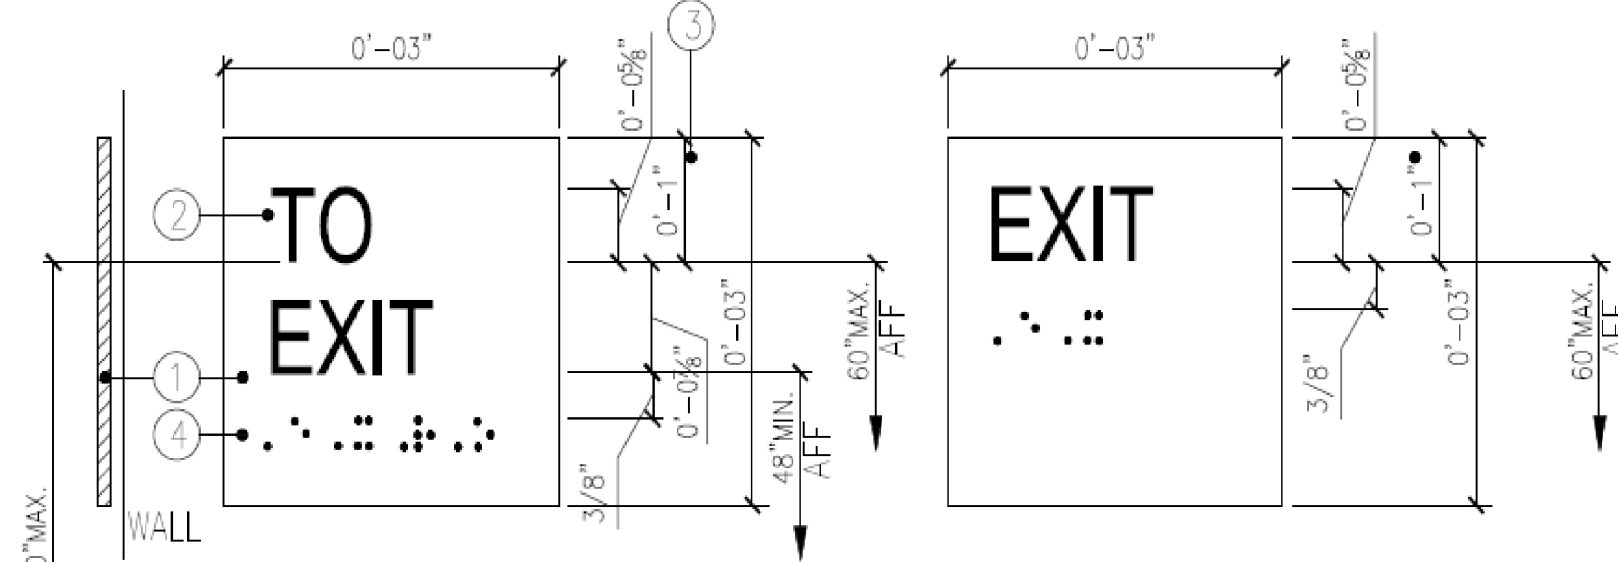 3
0'-03"
0'-03"
0'-0⅝"
0'-0⅝"
2
TO
0'-1"
EXIT
0'-1"
EXIT
0'-03"
60"MAX.
AFF
0'-03"
60"MAX.
1
0'-0⅞"
3/8"
4
48"MIN.
AFF
3/8"
WALL